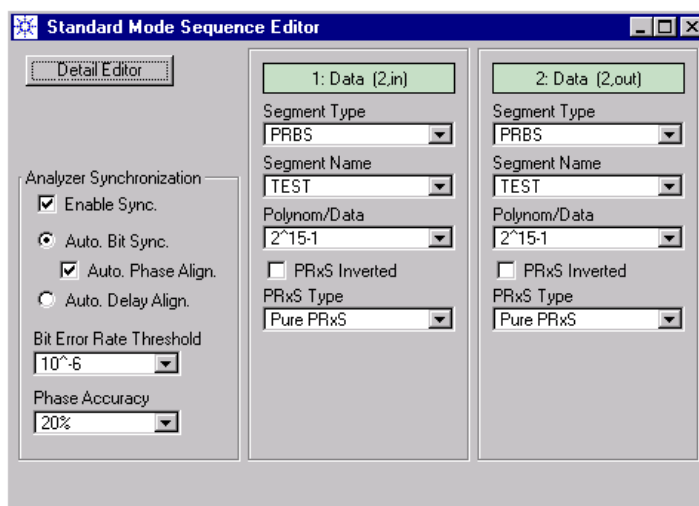 Standard Mode Sequence Editor
Detail Editor
Analyzer Synchronization
Enable Sync.
Auto. Bit Sync.
Auto. Phase Align.
Auto. Delay Align.
Bit Error Rate Threshold
10^-6
Phase Accuracy
20%
1: Data (2,in)
Segment Type
PRBS
Segment Name
TEST
Polynom/Data
2^15-1
PRxS Inverted
PRxS Type
Pure PRxS
2: Data (2,out)
Segment Type
PRBS
Segment Name
TEST
Polynom/Data
2^15-1
PRxS Inverted
PRxS Type
Pure PRxS